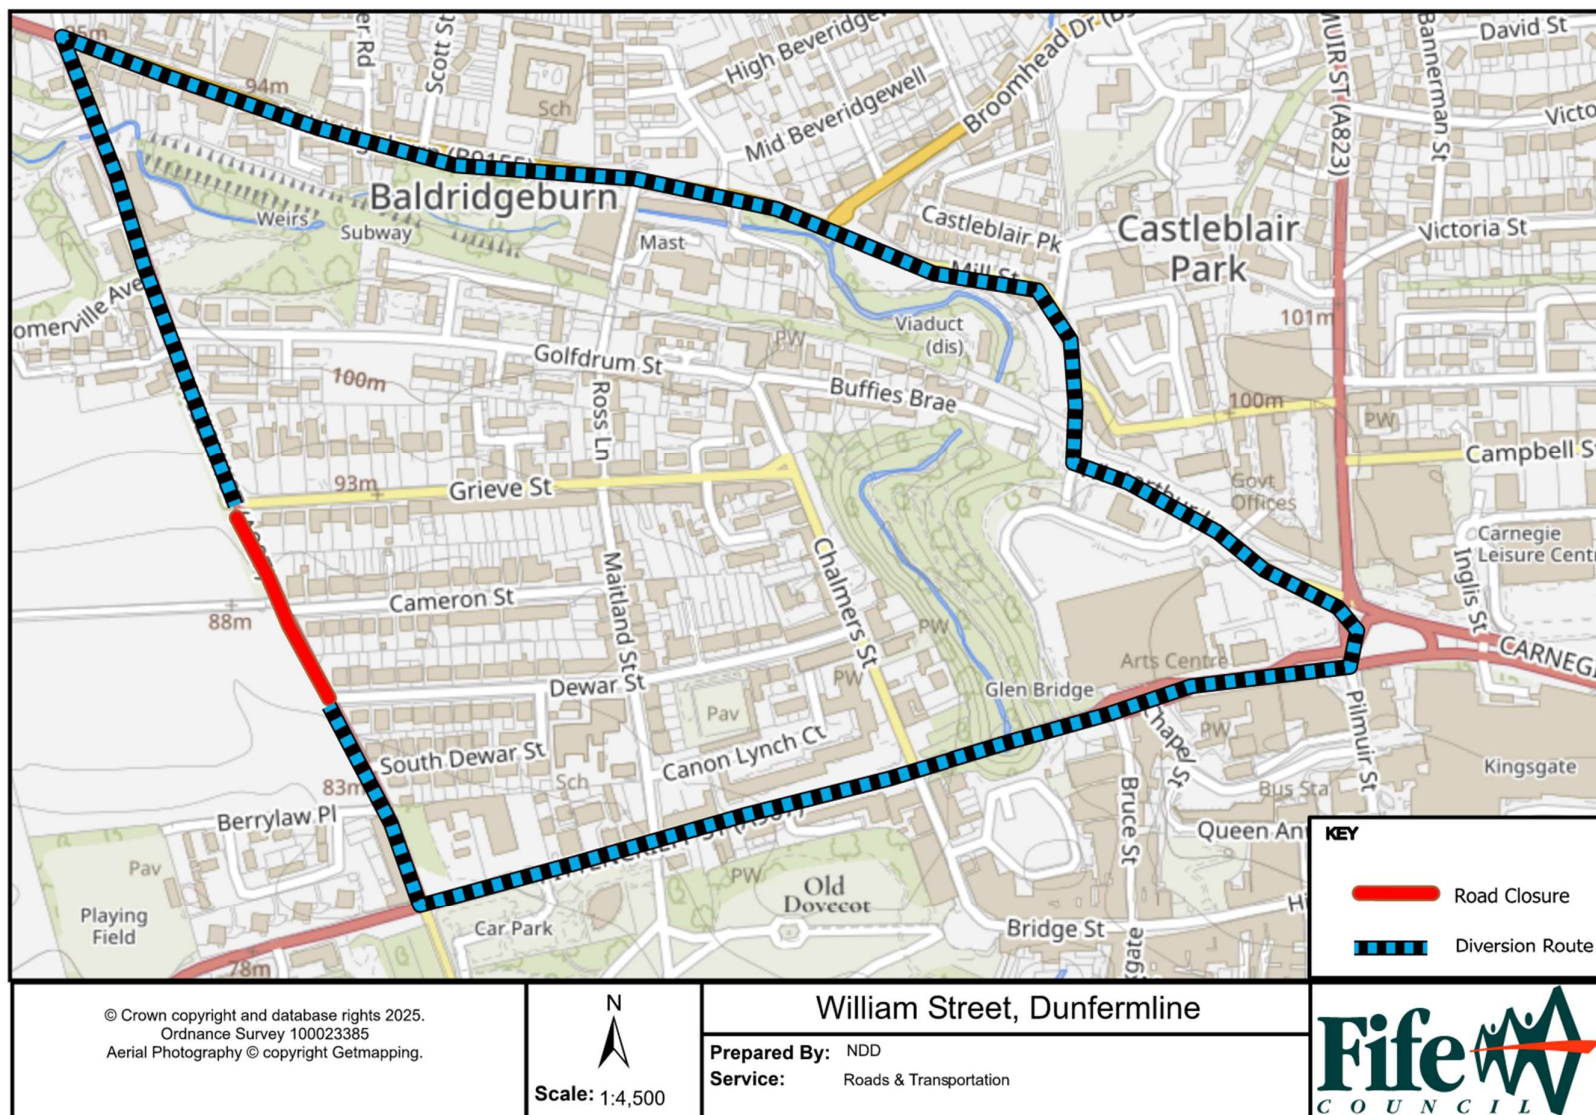 95m
94m
Scott St
High Beveridge
Sch
Mid Beveridgewell
Broomhead Dr
MUIR ST (A823)
Bannerman St
David St
Victo
Baldridgeburn
Weirs
Subway
Mast
Castleblair Pk
Castleblair
Park
Victoria St
Mill St
omerville Ave
Viaduct
(dis)
101m
PW
Golfdrum St
100m
Buffies Brae
Ross Ln
100m
PW
Campbell S
93m
Grieve St
Govt
Offices
Carnegie
Leisure Cent
Inglis St
Chalmers St
Maitland St
Cameron St
88m
PW
CARNEG
Arts Centre
Dewar St
PW
Glen Bridge
Pav
Chapel St
PW
Pilmuir St
South Dewar St
Canon Lynch Ct
Sch
83m
Kingsgate
Bus Sta
Berrylaw Pl
Bruce St
Queen An
Pav
PW
Old
Dovecot
Playing
Field
Car Park
Bridge St
Hi
gate
78m
KEY
Road Closure
Diversion Route
© Crown copyright and database rights 2025.
Ordnance Survey 100023385
Aerial Photography © copyright Getmapping.
N
Scale: 1:4,500
William Street, Dunfermline
Prepared By: NDD
Service: Roads & Transportation
Fife
COUNCIL